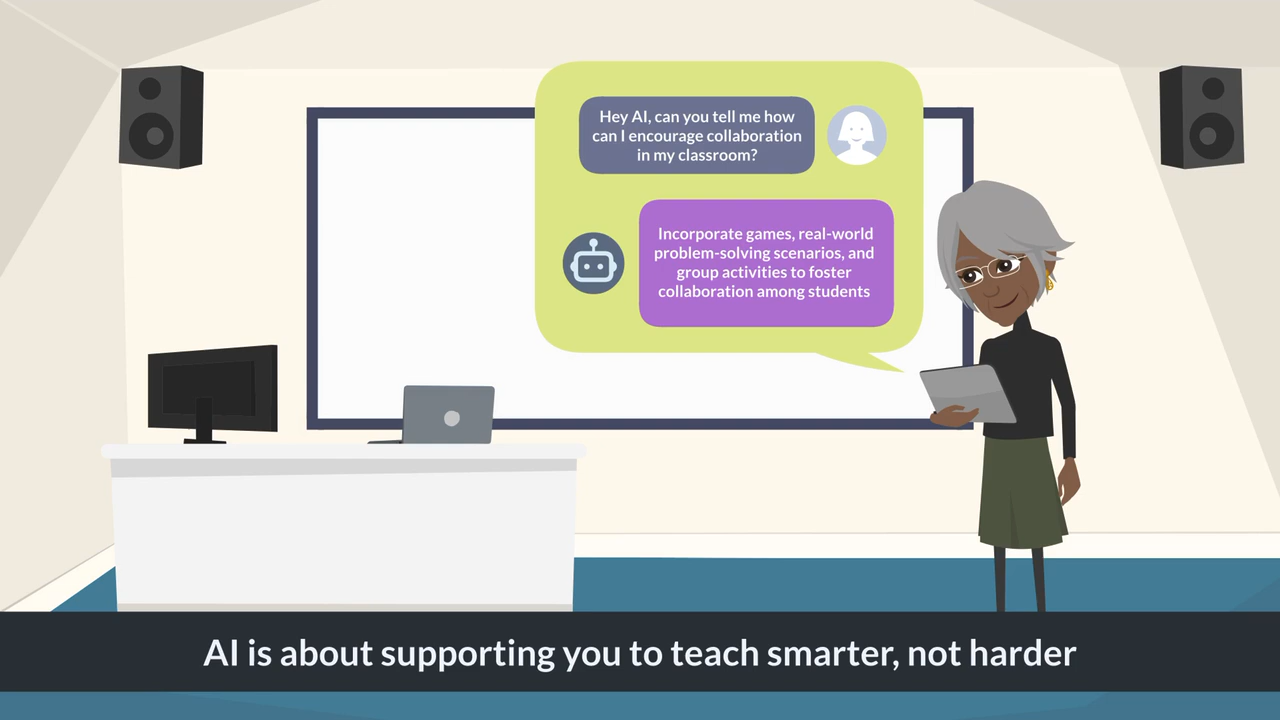 Hey AI, can you tell me how
can I encourage collaboration
in my classroom?
Incorporate games, real-world
problem-solving scenarios, and
group activities to foster
collaboration among students
AI is about supporting you to teach smarter, not harder